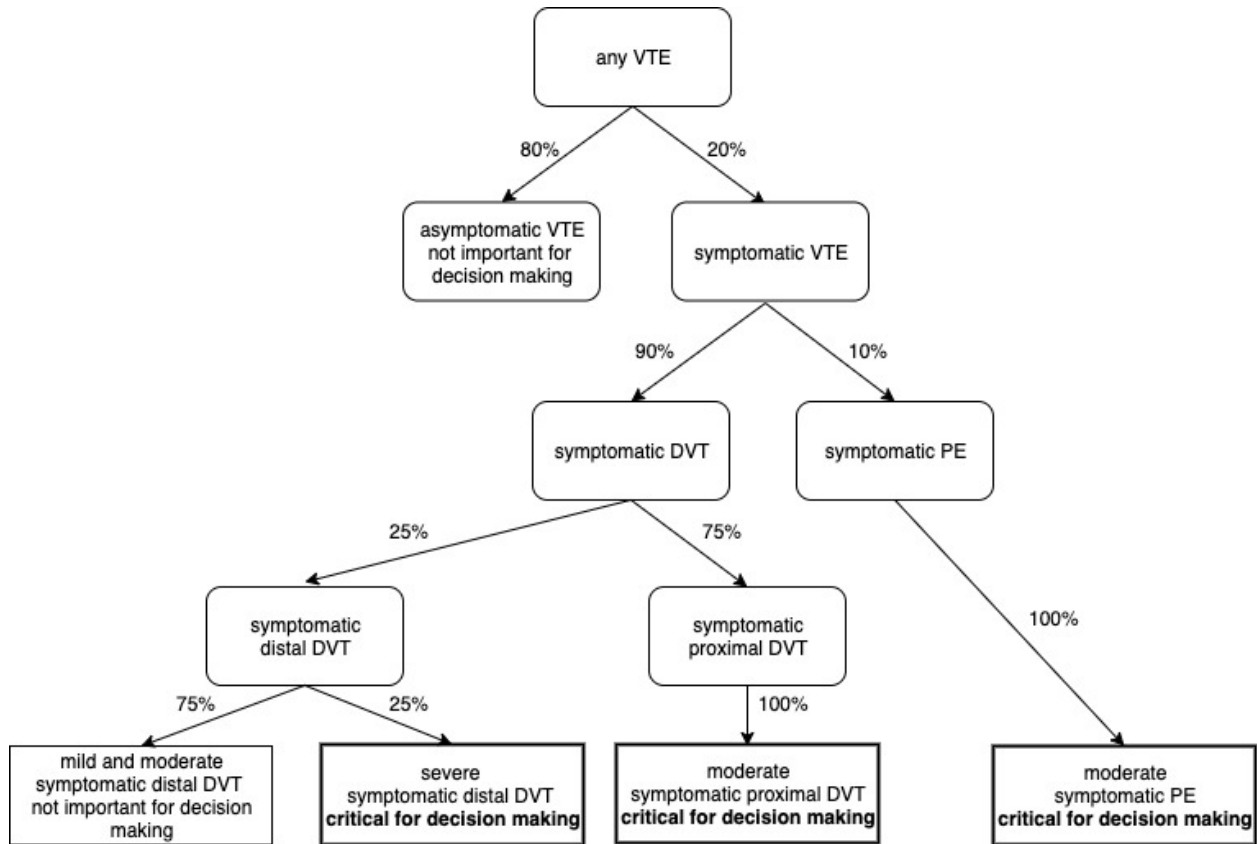 any VTE
80%
20%
asymptomatic VTE
not important for
decision making
symptomatic VTE
90%
10%
symptomatic DVT
symptomatic PE
25%
75%
100%
symptomatic
distal DVT
symptomatic
proximal DVT
75%
25%
100%
mild and moderate
symptomatic distal DVT
not important for decision
making
severe
symptomatic distal DVT
critical for decision making
moderate
symptomatic proximal DVT
critical for decision making
moderate
symptomatic PE
critical for decision making